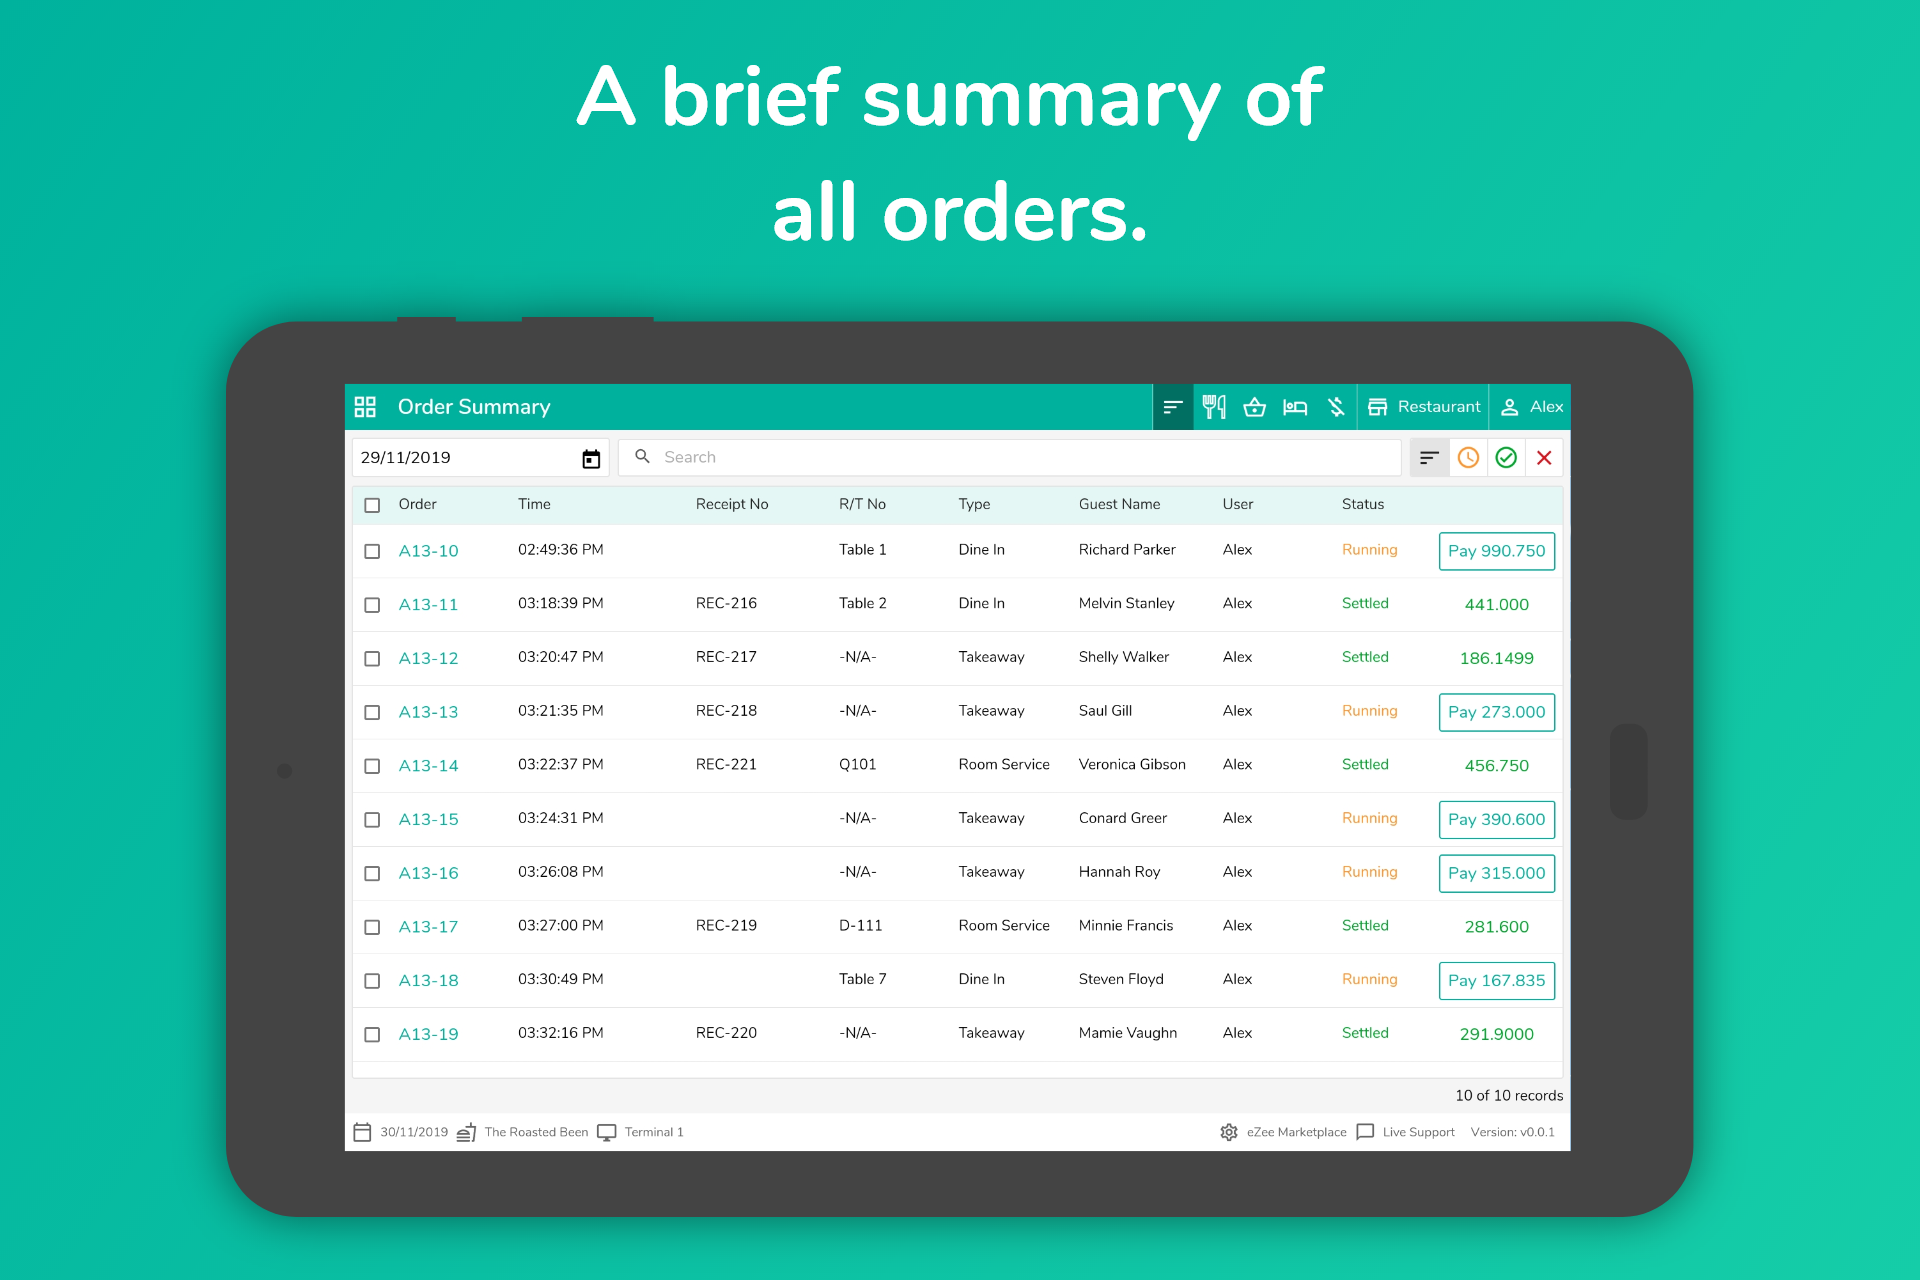 A brief summary of
all orders.
Order Summary Restaurant Alex
29/11/2019 Search
Order Time Receipt No R/T No Type Guest Name User Status
A13-10 02:49:36 PM Table 1 Dine In Richard Parker Alex Running Pay 990.750
A13-11 03:18:39 PM REC-216 Table 2 Dine In Melvin Stanley Alex Settled 441.000
A13-12 03:20:47 PM REC-217 -N/A- Takeaway Shelly Walker Alex Settled 186.1499
A13-13 03:21:35 PM REC-218 -N/A- Takeaway Saul Gill Alex Running Pay 273.000
A13-14 03:22:37 PM REC-221 Q101 Room Service Veronica Gibson Alex Settled 456.750
A13-15 03:24:31 PM -N/A- Takeaway Conard Greer Alex Running Pay 390.600
A13-16 03:26:08 PM -N/A- Takeaway Hannah Roy Alex Running Pay 315.000
A13-17 03:27:00 PM REC-219 D-111 Room Service Minnie Francis Alex Settled 281.600
A13-18 03:30:49 PM Table 7 Dine In Steven Floyd Alex Running Pay 167.835
A13-19 03:32:16 PM REC-220 -N/A- Takeaway Mamie Vaughn Alex Settled 291.9000
10 of 10 records
30/11/2019 The Roasted Been Terminal 1 eZee Marketplace Live Support Version: v0.0.1